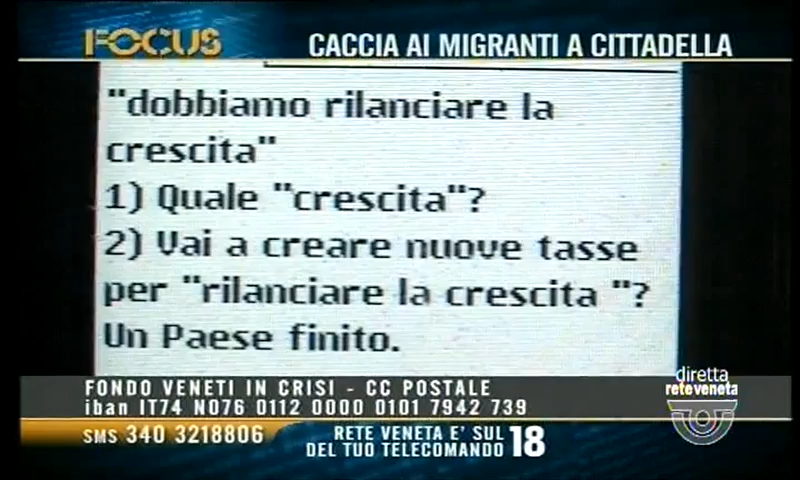 FOCUS
CACCIA AI MIGRANTI A CITTADELLA
"dobbiamo rilanciare la
crescita"
1) Quale "crescita"?
2) Vai a creare nuove tasse
per "rilanciare la crescita "?
Un Paese finito.
FONDO VENETI IN CRISI - CC POSTALE
iban IT74 N076 0112 0000 0101 7942 739
diretta
reteveneta
SMS 340 3218806
RETE VENETA E' SUL
DEL TUO TELECOMANDO 18